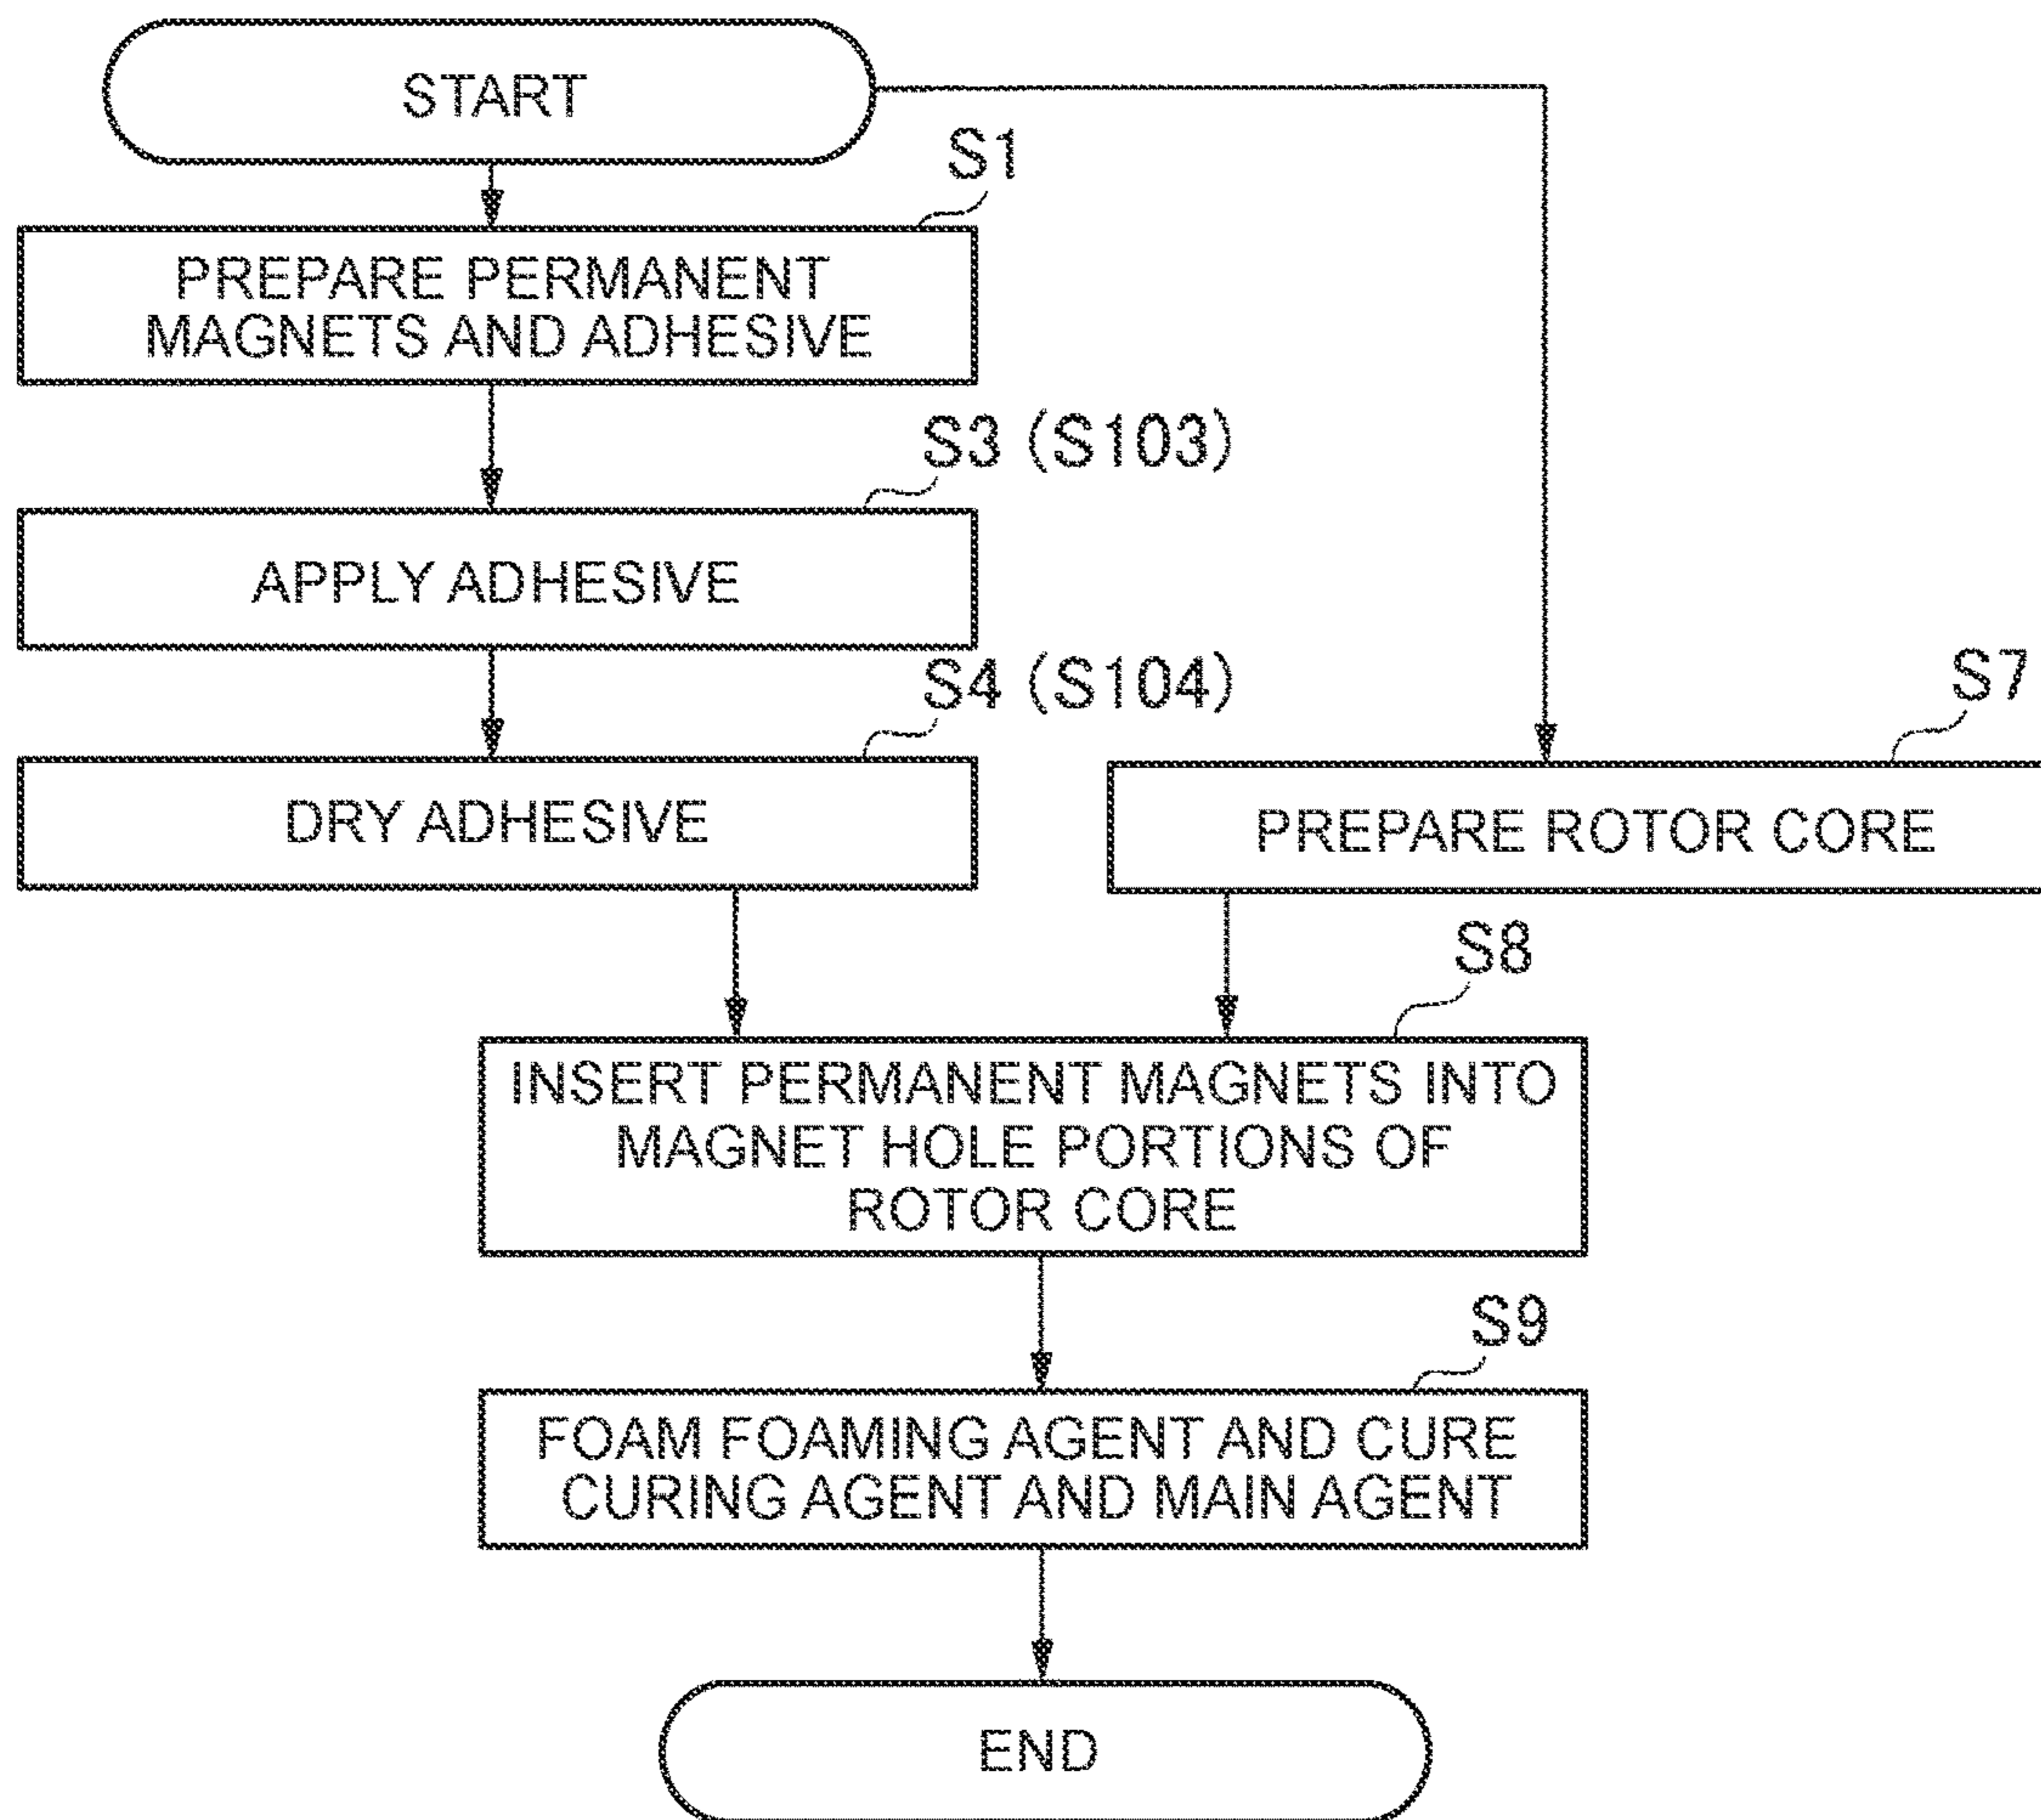 START
S1
PREPARE PERMANENT
MAGNETS AND ADHESIVE
S3 (S103)
APPLY ADHESIVE
S4 (S104)
DRY ADHESIVE
S7
PREPARE ROTOR CORE
S8
INSERT PERMANENT MAGNETS INTO
MAGNET HOLE PORTIONS OF
ROTOR CORE
S9
FOAM FOAMING AGENT AND CURE
CURING AGENT AND MAIN AGENT
END